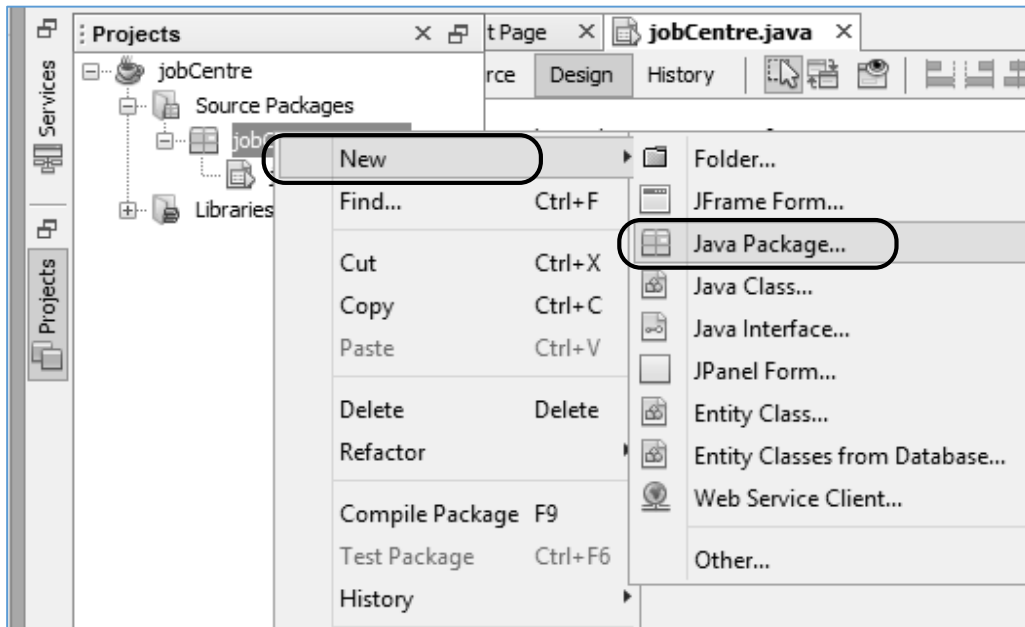 Services
Projects
Projects
t Page
jobCentre.java
jobCentre
rce
Design
History
Source Packages
Libraries
New
Find... Ctrl+F
Cut Ctrl+X
Copy Ctrl+C
Paste Ctrl+V
Delete Delete
Refactor
Compile Package F9
Test Package Ctrl+F6
History
Folder...
JFrame Form...
Java Package...
Java Class...
Java Interface...
JPanel Form...
Entity Class...
Entity Classes from Database...
Web Service Client...
Other...